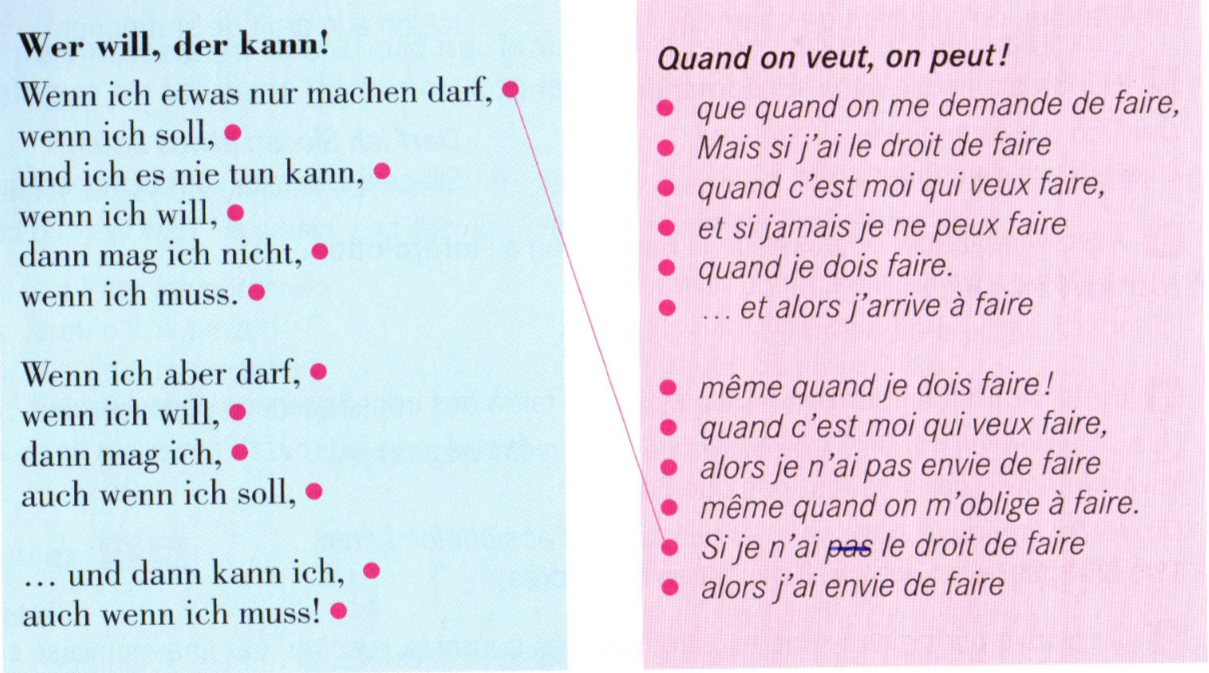 Wer will, der kann!
Wenn ich etwas nur machen darf,
wenn ich soll,
und ich es nie tun kann,
wenn ich will,
dann mag ich nicht,
wenn ich muss.
Wenn ich aber darf,
wenn ich will,
dann mag ich,
auch wenn ich soll,
... und dann kann ich,
auch wenn ich muss!
Quand on veut, on peut!
que quand on me demande de faire,
Mais si j'ai le droit de faire
quand c'est moi qui veux faire,
et si jamais je ne peux faire
quand je dois faire.
... et alors j'arrive à faire
même quand je dois faire!
quand c'est moi qui veux faire,
alors je n'ai pas envie de faire
même quand on m'oblige à faire.
Si je n'ai pas le droit de faire
alors j'ai envie de faire